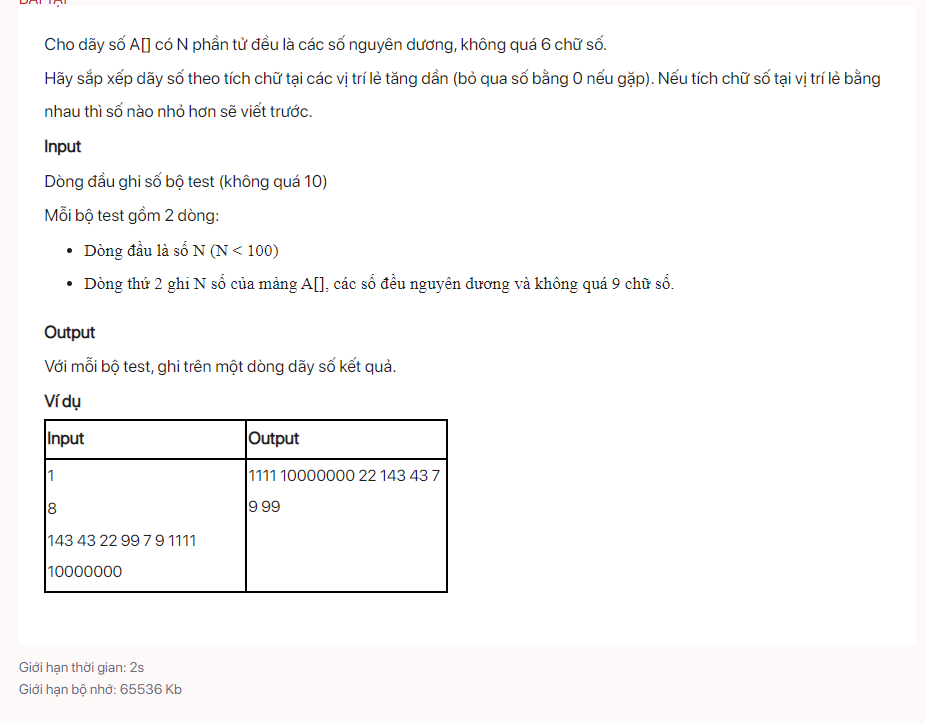 Cho dãy số A[] có N phần tử đều là các số nguyên dương, không quá 6 chữ số.
Hãy sắp xếp dãy số theo tích chữ tại các vị trí lẻ tăng dần (bỏ qua số bằng 0 nếu gặp). Nếu tích chữ số tại vị trí lẻ bằng
nhau thì số nào nhỏ hơn sẽ viết trước.
Input
Dòng đầu ghi số bộ test (không quá 10)
Mỗi bộ test gồm 2 dòng:
• Dòng đầu là số N (N < 100)
• Dòng thứ 2 ghi N số của mảng A[], các số đều nguyên dương và không quá 9 chữ số.
Output
Với mỗi bộ test, ghi trên một dòng dãy số kết quả.
Ví dụ
Input
Output
1
8
143 43 22 99 7 9 1111
10000000
1111 10000000 22 143 43 7
9 99
Giới hạn thời gian: 2s
Giới hạn bộ nhớ: 65536 Kb